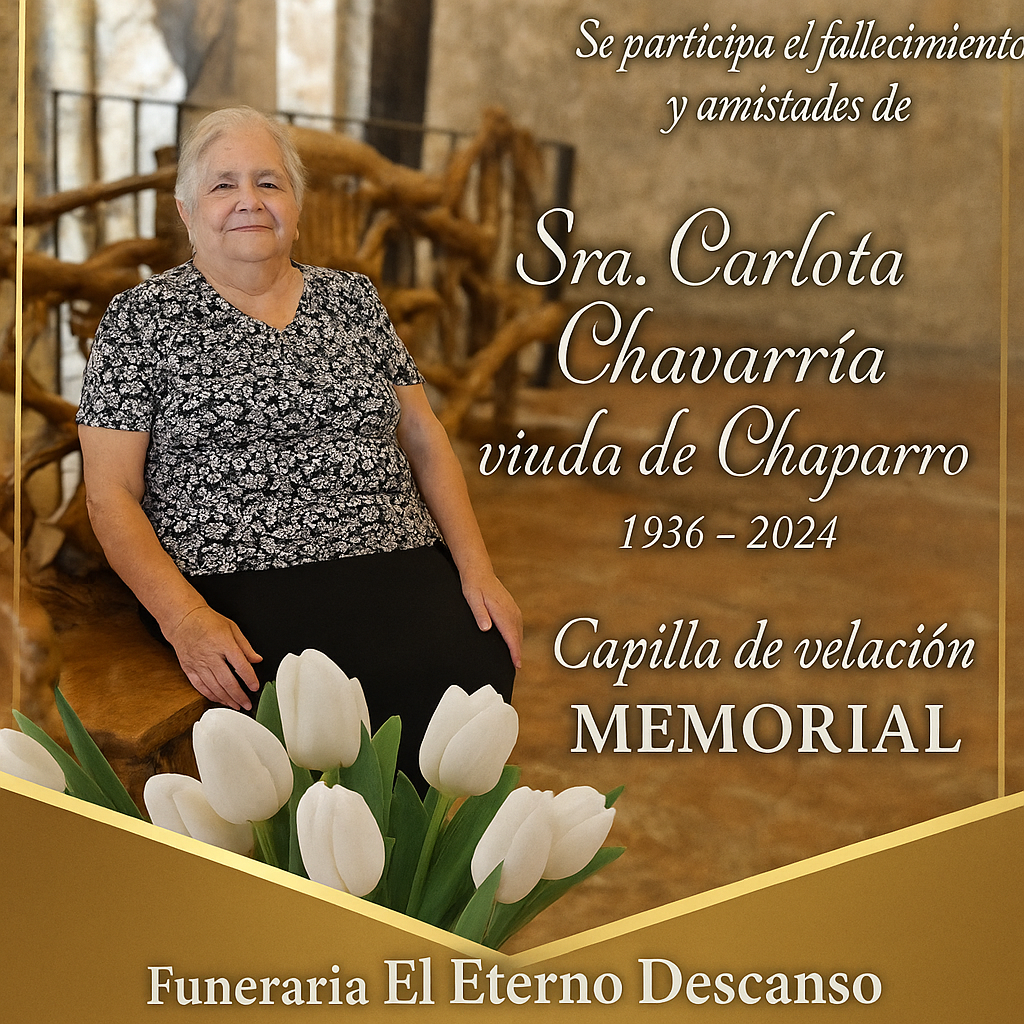 Se participa el fallecimiento
y amistades de
Sra. Carlota
Chavarría
viuda de Chaparro
1936 – 2024
Capilla de velación
MEMORIAL
Funeraria El Eterno Descanso